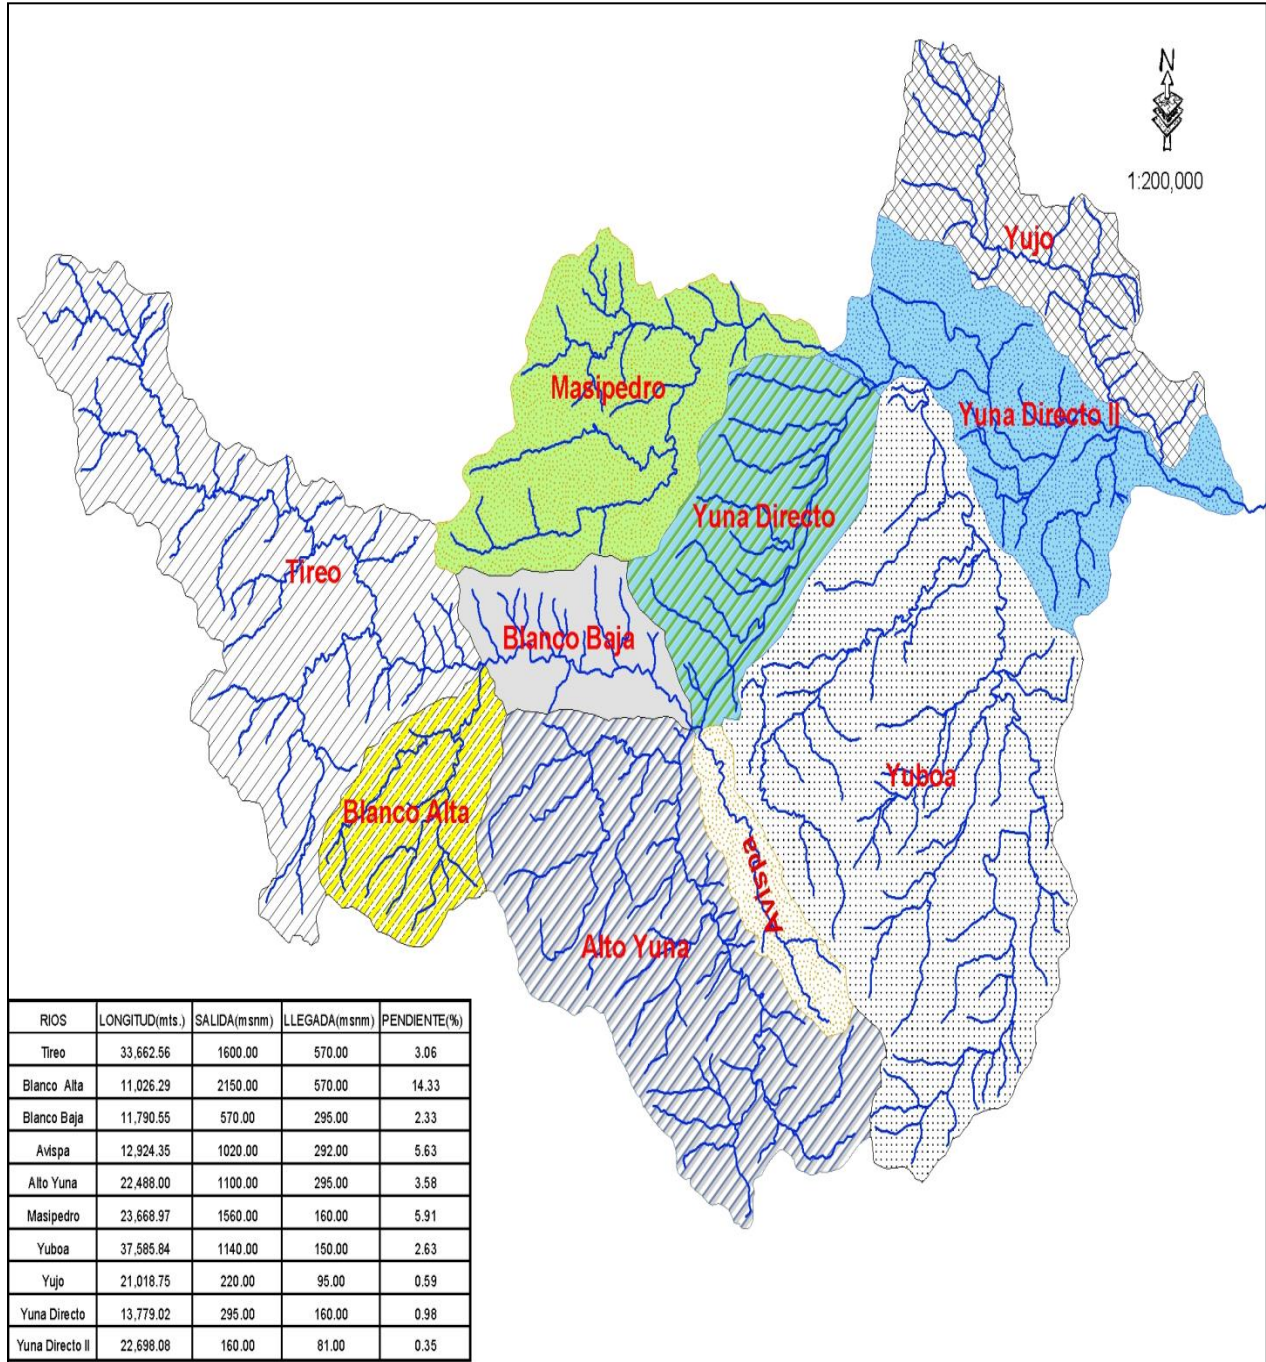 N
1:200,000
Yujo
Masipedro
Yuna Directo II
Yuna Directo
Tireo
Blanco Baja
Yuboa
Blanco Alta
Avispa
Alto Yuna
RIOS LONGITUD(mts.) SALIDA(msnm) LLEGADA(msnm) PENDIENTE(%)
Tireo 33,662.56 1600.00 570.00 3.06
Blanco Alta 11,026.29 2150.00 570.00 14.33
Blanco Baja 11,790.55 570.00 295.00 2.33
Avispa 12,924.35 1020.00 292.00 5.63
Alto Yuna 22,488.00 1100.00 295.00 3.58
Masipedro 23,668.97 1560.00 160.00 5.91
Yuboa 37,585.84 1140.00 150.00 2.63
Yujo 21,018.75 220.00 95.00 0.59
Yuna Directo 13,779.02 295.00 160.00 0.98
Yuna Directo II 22,698.08 160.00 81.00 0.35